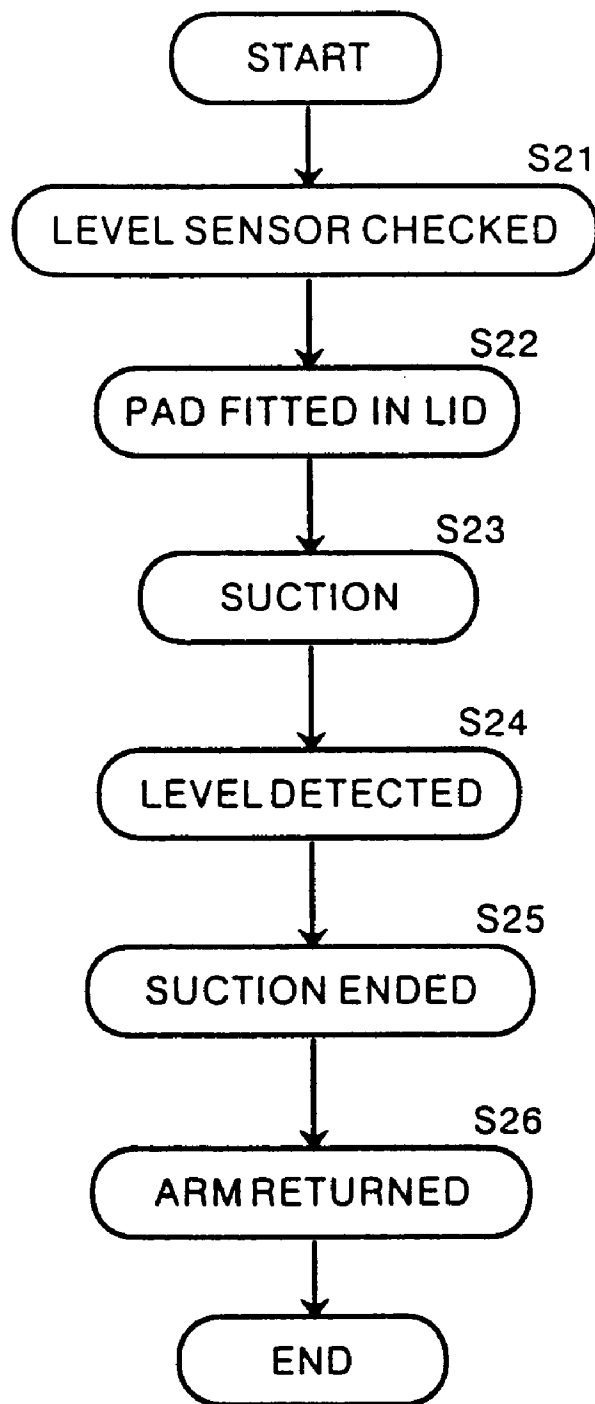 START
S21
LEVEL SENSOR CHECKED
S22
PAD FITTED IN LID
S23
SUCTION
S24
LEVEL DETECTED
S25
SUCTION ENDED
S26
ARM RETURNED
END